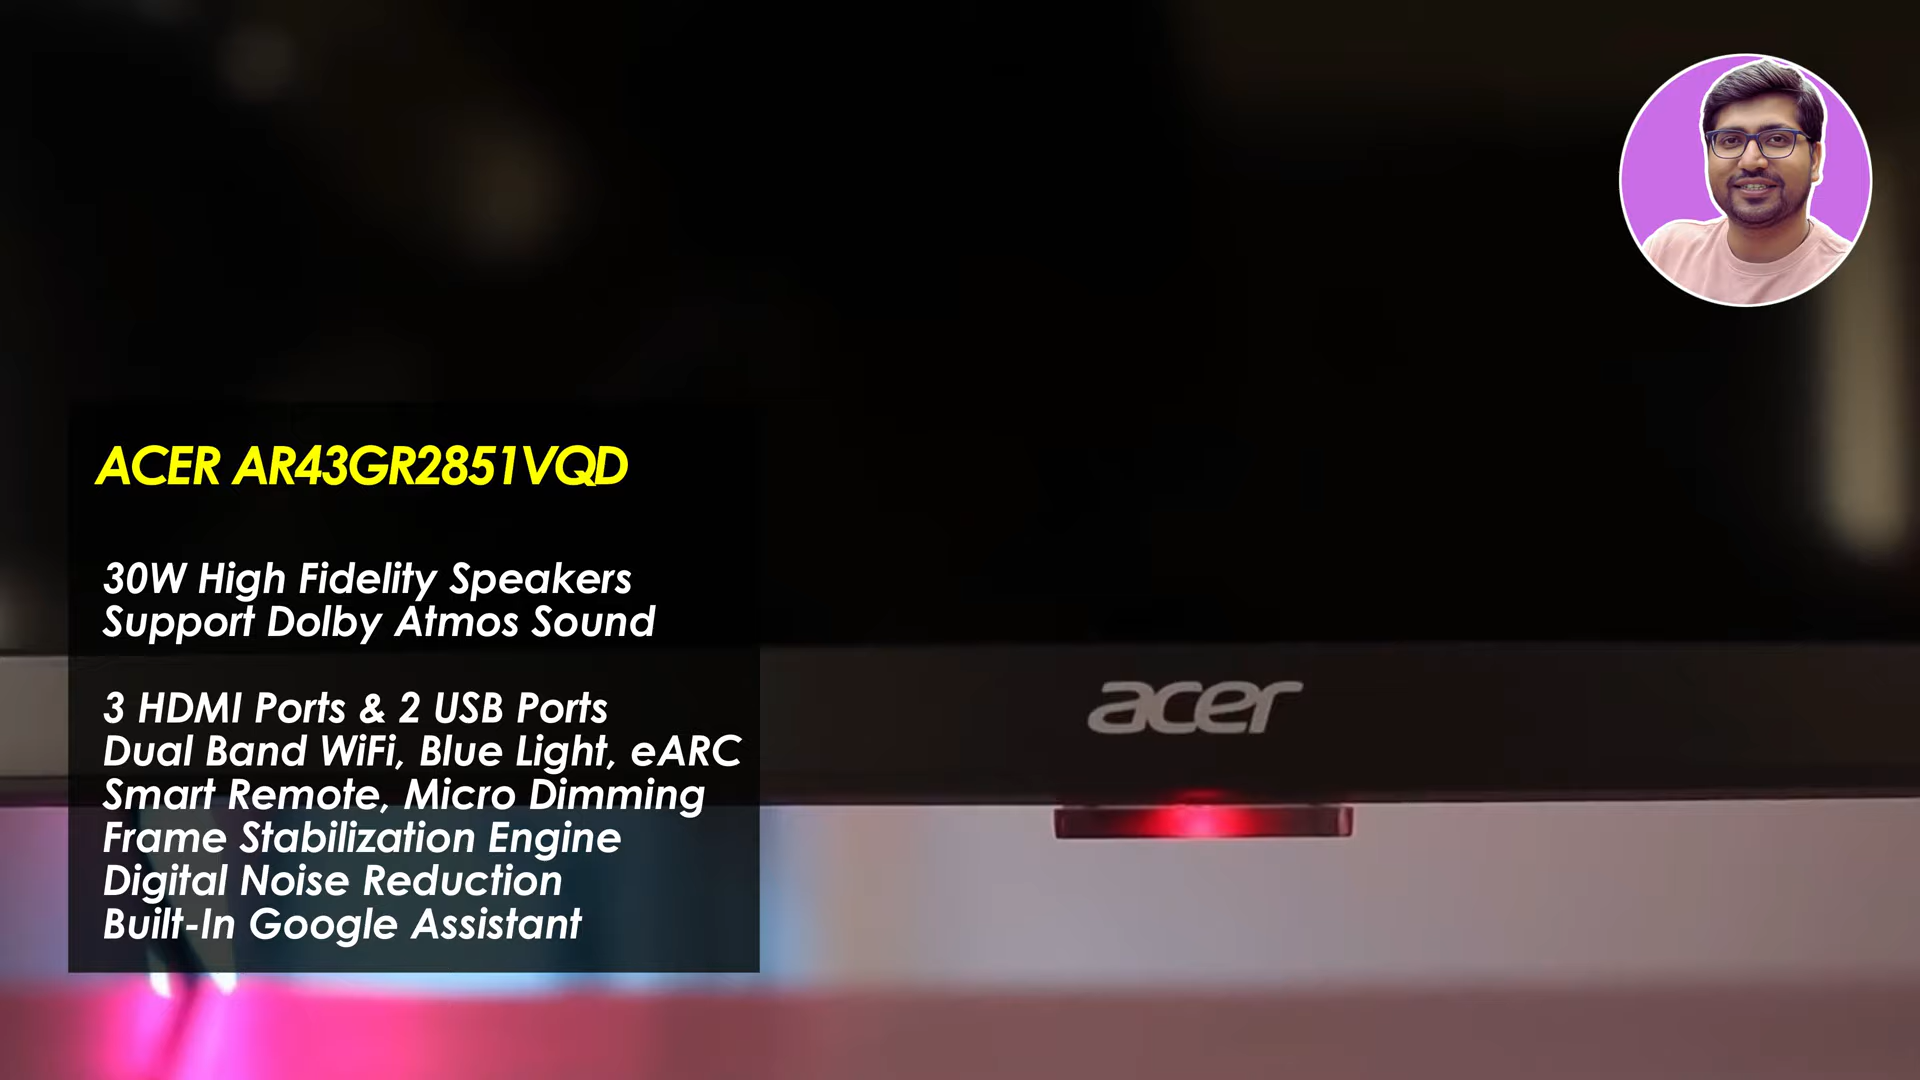 ACER AR43GR2851VQD
30W High Fidelity Speakers
Support Dolby Atmos Sound
3 HDMI Ports & 2 USB Ports
Dual Band WiFi, Blue Light, eARC
Smart Remote, Micro Dimming
Frame Stabilization Engine
Digital Noise Reduction
Built-In Google Assistant
acer